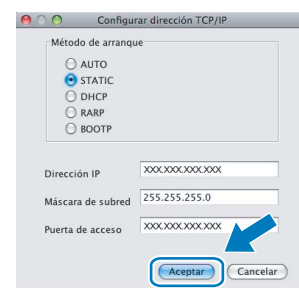 Configurar dirección TCP/IP
Método de arranque
AUTO
STATIC
DHCP
RARP
BOOTP
Dirección IP XXX.XXX.XXX.XXX
Máscara de subred 255.255.255.0
Puerta de acceso XXX.XXX.XXX.XXX
Aceptar Cancelar